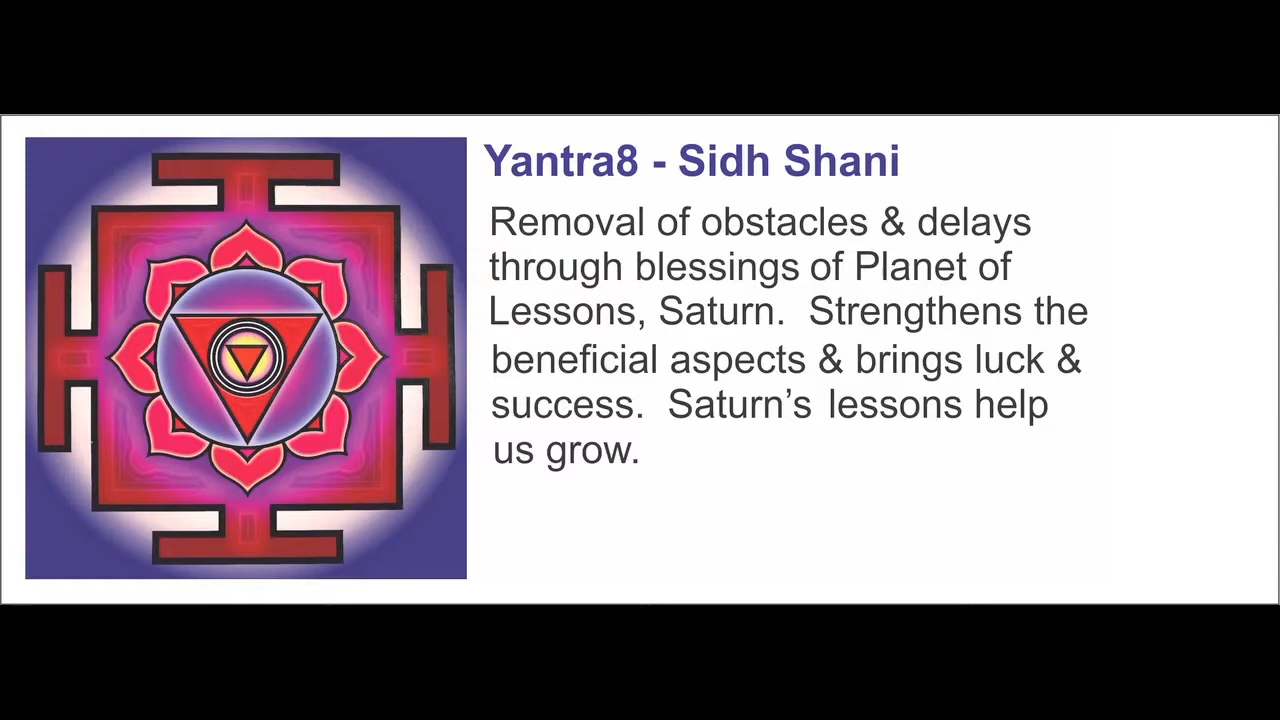 Yantra8 - Sidh Shani
Removal of obstacles & delays
through blessings of Planet of
Lessons, Saturn.  Strengthens the
beneficial aspects & brings luck &
success.  Saturn’s lessons help
us grow.